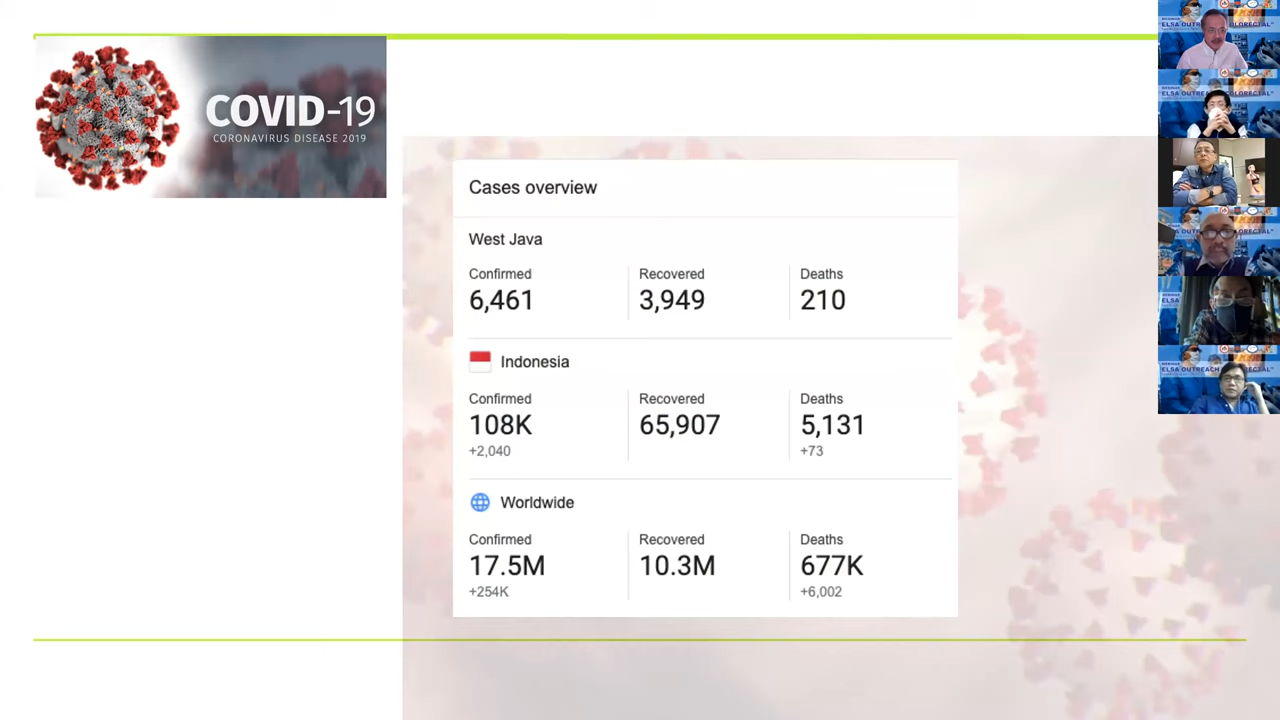 COVID-19
CORONAVIRUS DISEASE 2019
Cases overview
West Java
Confirmed Recovered Deaths
6,461 3,949 210
Indonesia
Confirmed Recovered Deaths
108K 65,907 5,131
+2,040 +73
Worldwide
Confirmed Recovered Deaths
17.5M 10.3M 677K
+254K +6,002
ELSA OUTREACH